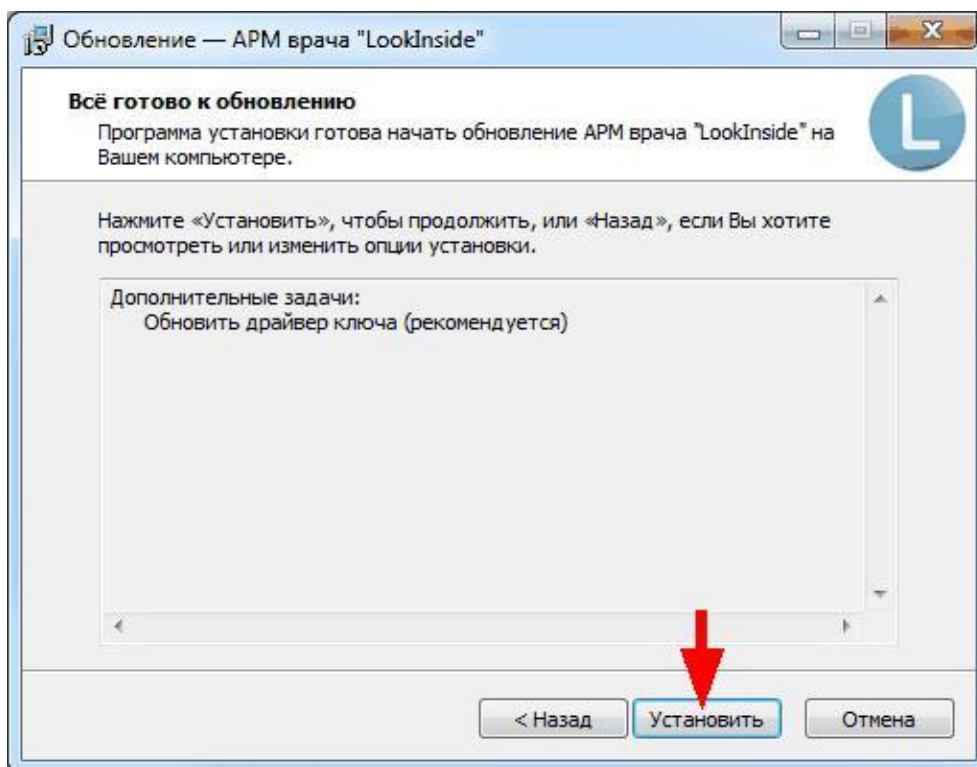 Обновление — АРМ врача "LookInside"
Всё готово к обновлению
Программа установки готова начать обновление АРМ врача "LookInside" на
Вашем компьютере.
L
Нажмите «Установить», чтобы продолжить, или «Назад», если Вы хотите
просмотреть или изменить опции установки.
Дополнительные задачи:
Обновить драйвер ключа (рекомендуется)
< Назад
Установить
Отмена